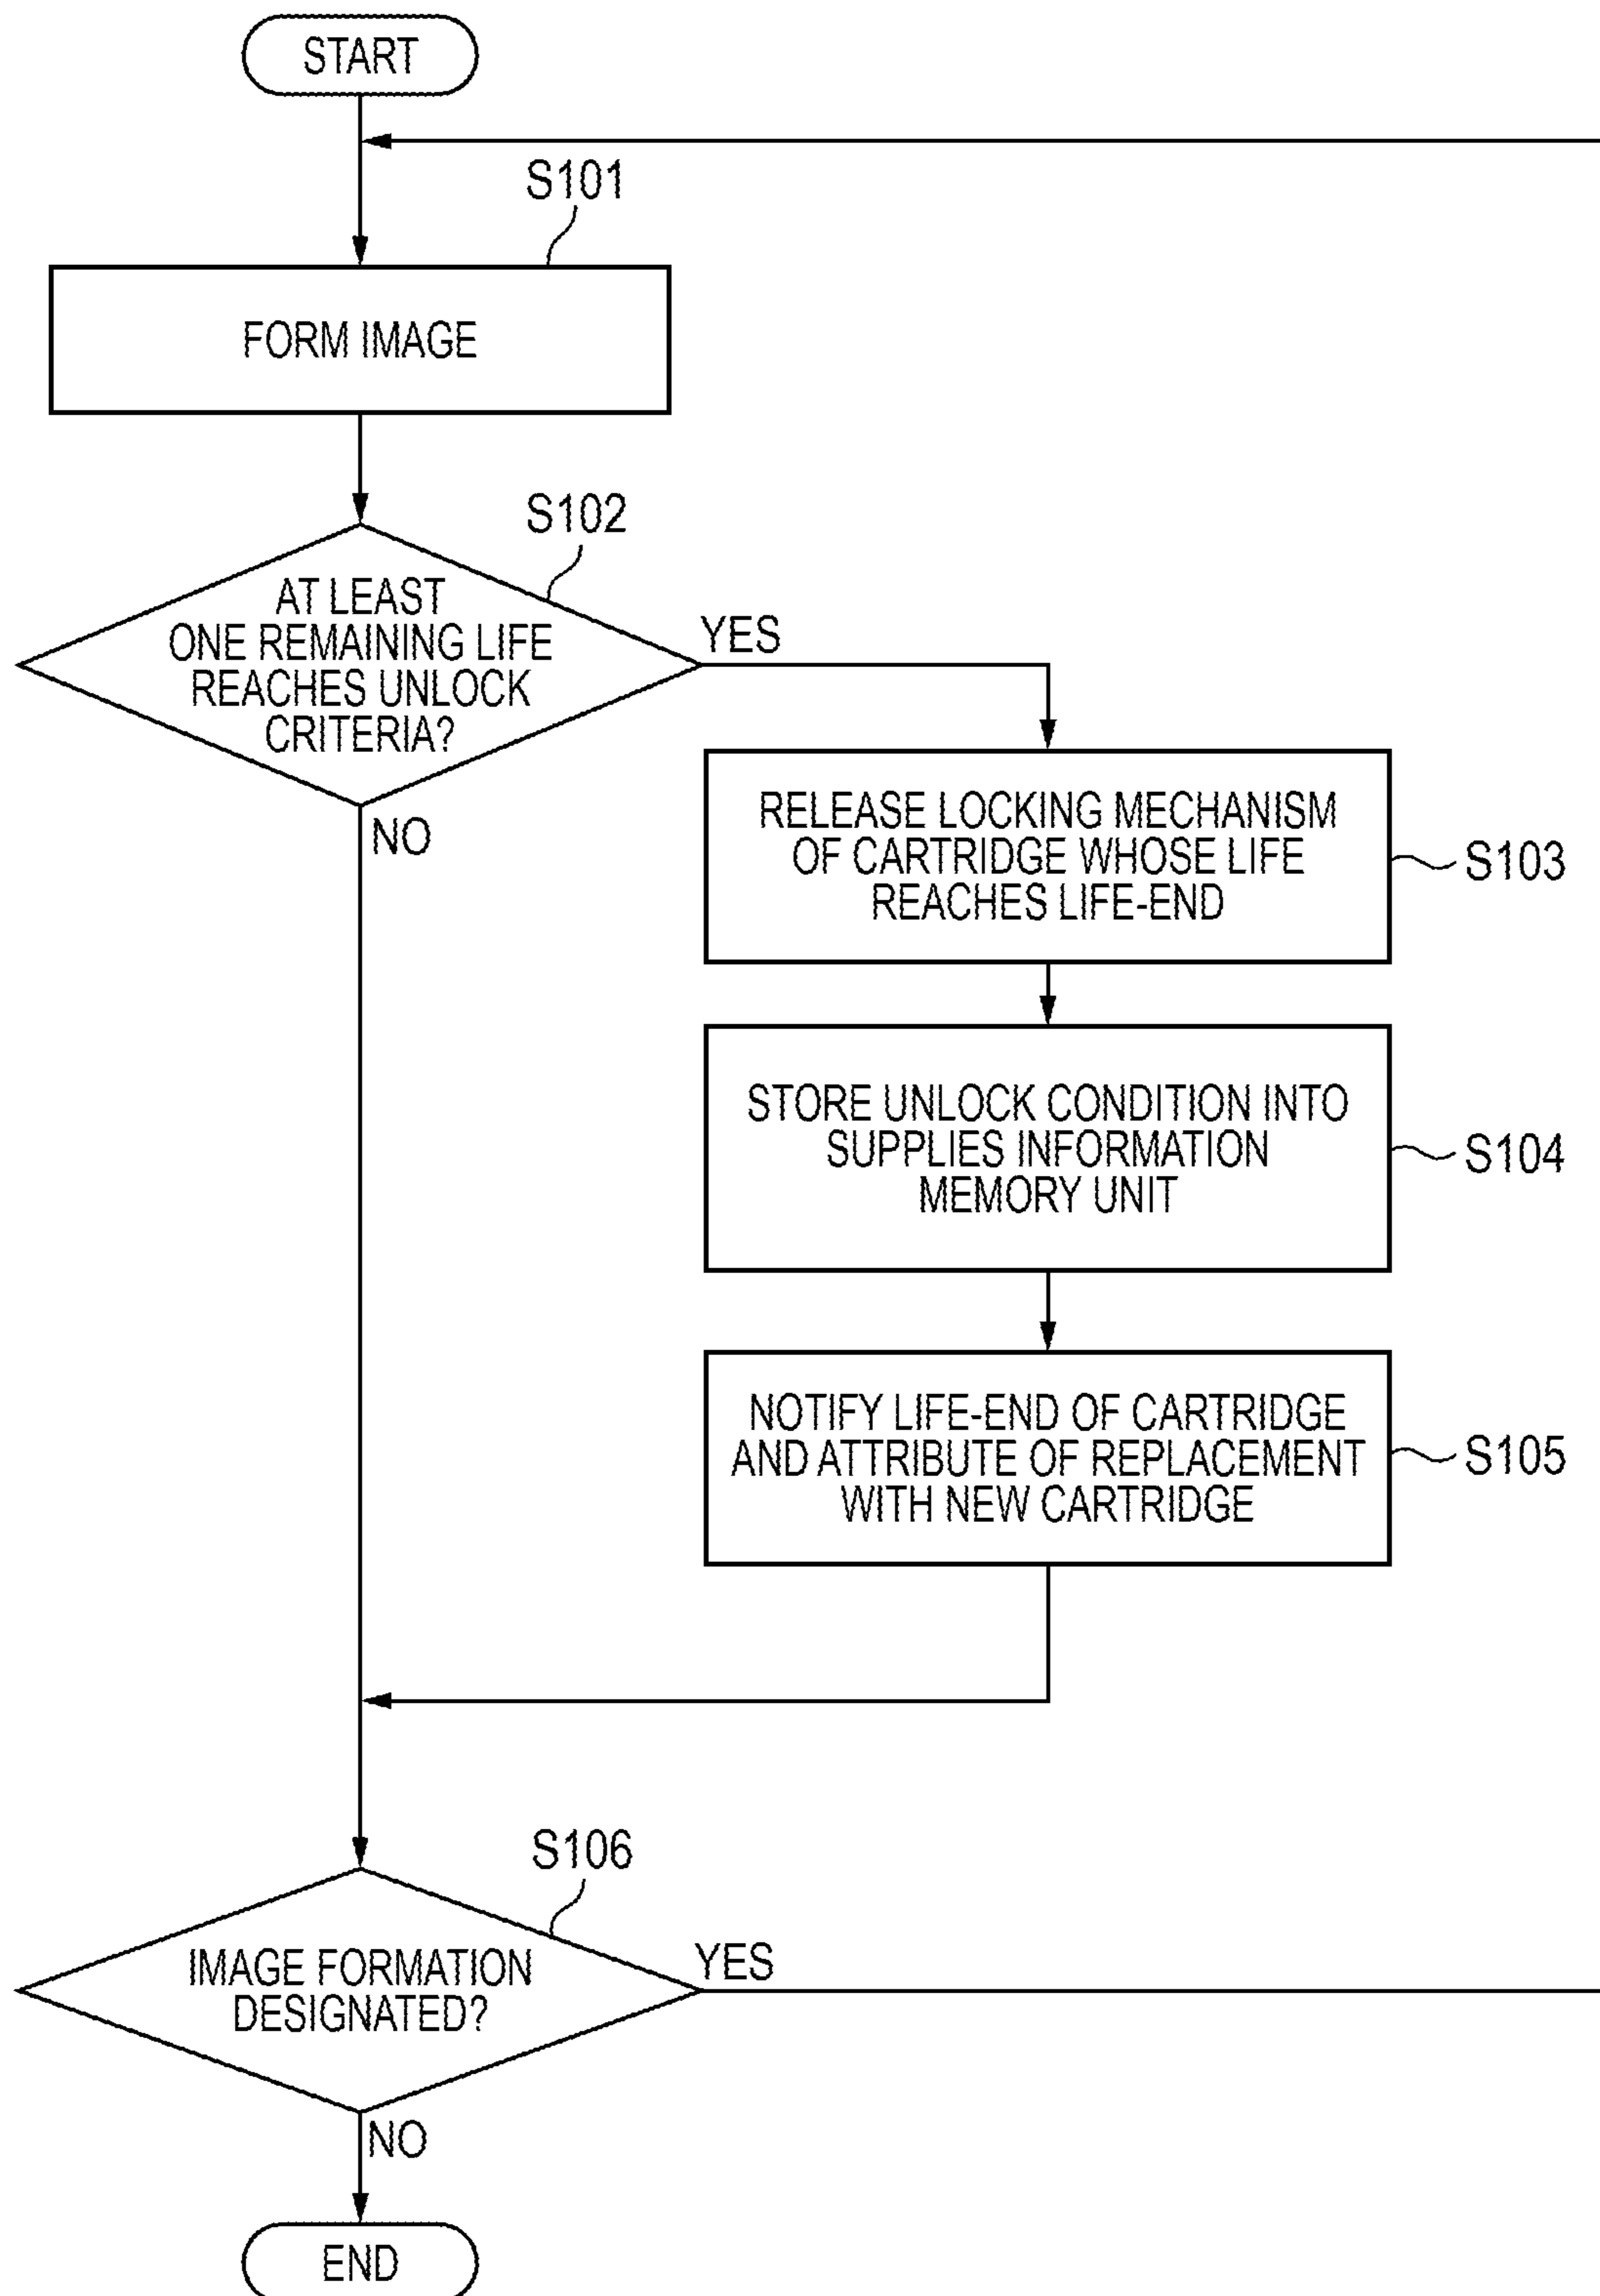 START
S101
FORM IMAGE
S102
AT LEAST
ONE REMAINING LIFE
REACHES UNLOCK
CRITERIA?
YES
NO
RELEASE LOCKING MECHANISM
OF CARTRIDGE WHOSE LIFE
REACHES LIFE-END
S103
STORE UNLOCK CONDITION INTO
SUPPLIES INFORMATION
MEMORY UNIT
S104
NOTIFY LIFE-END OF CARTRIDGE
AND ATTRIBUTE OF REPLACEMENT
WITH NEW CARTRIDGE
S105
S106
IMAGE FORMATION
DESIGNATED?
YES
NO
END